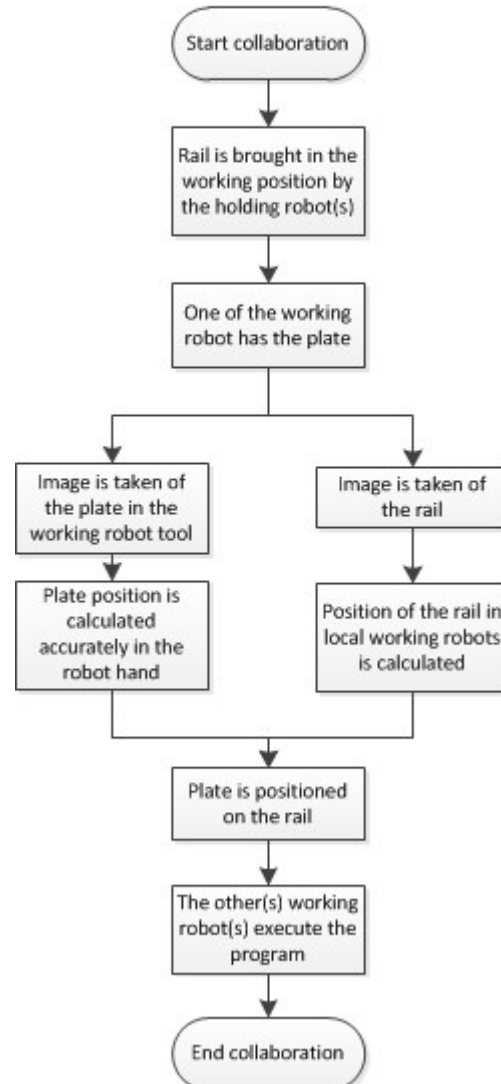 Start collaboration
Rail is brought in the
working position by
the holding robot(s)
One of the working
robot has the plate
Image is taken of
the plate in the
working robot tool
Plate position is
calculated
accurately in the
robot hand
Image is taken of
the rail
Position of the rail in
local working robots
is calculated
Plate is positioned
on the rail
The other(s) working
robot(s) execute the
program
End collaboration